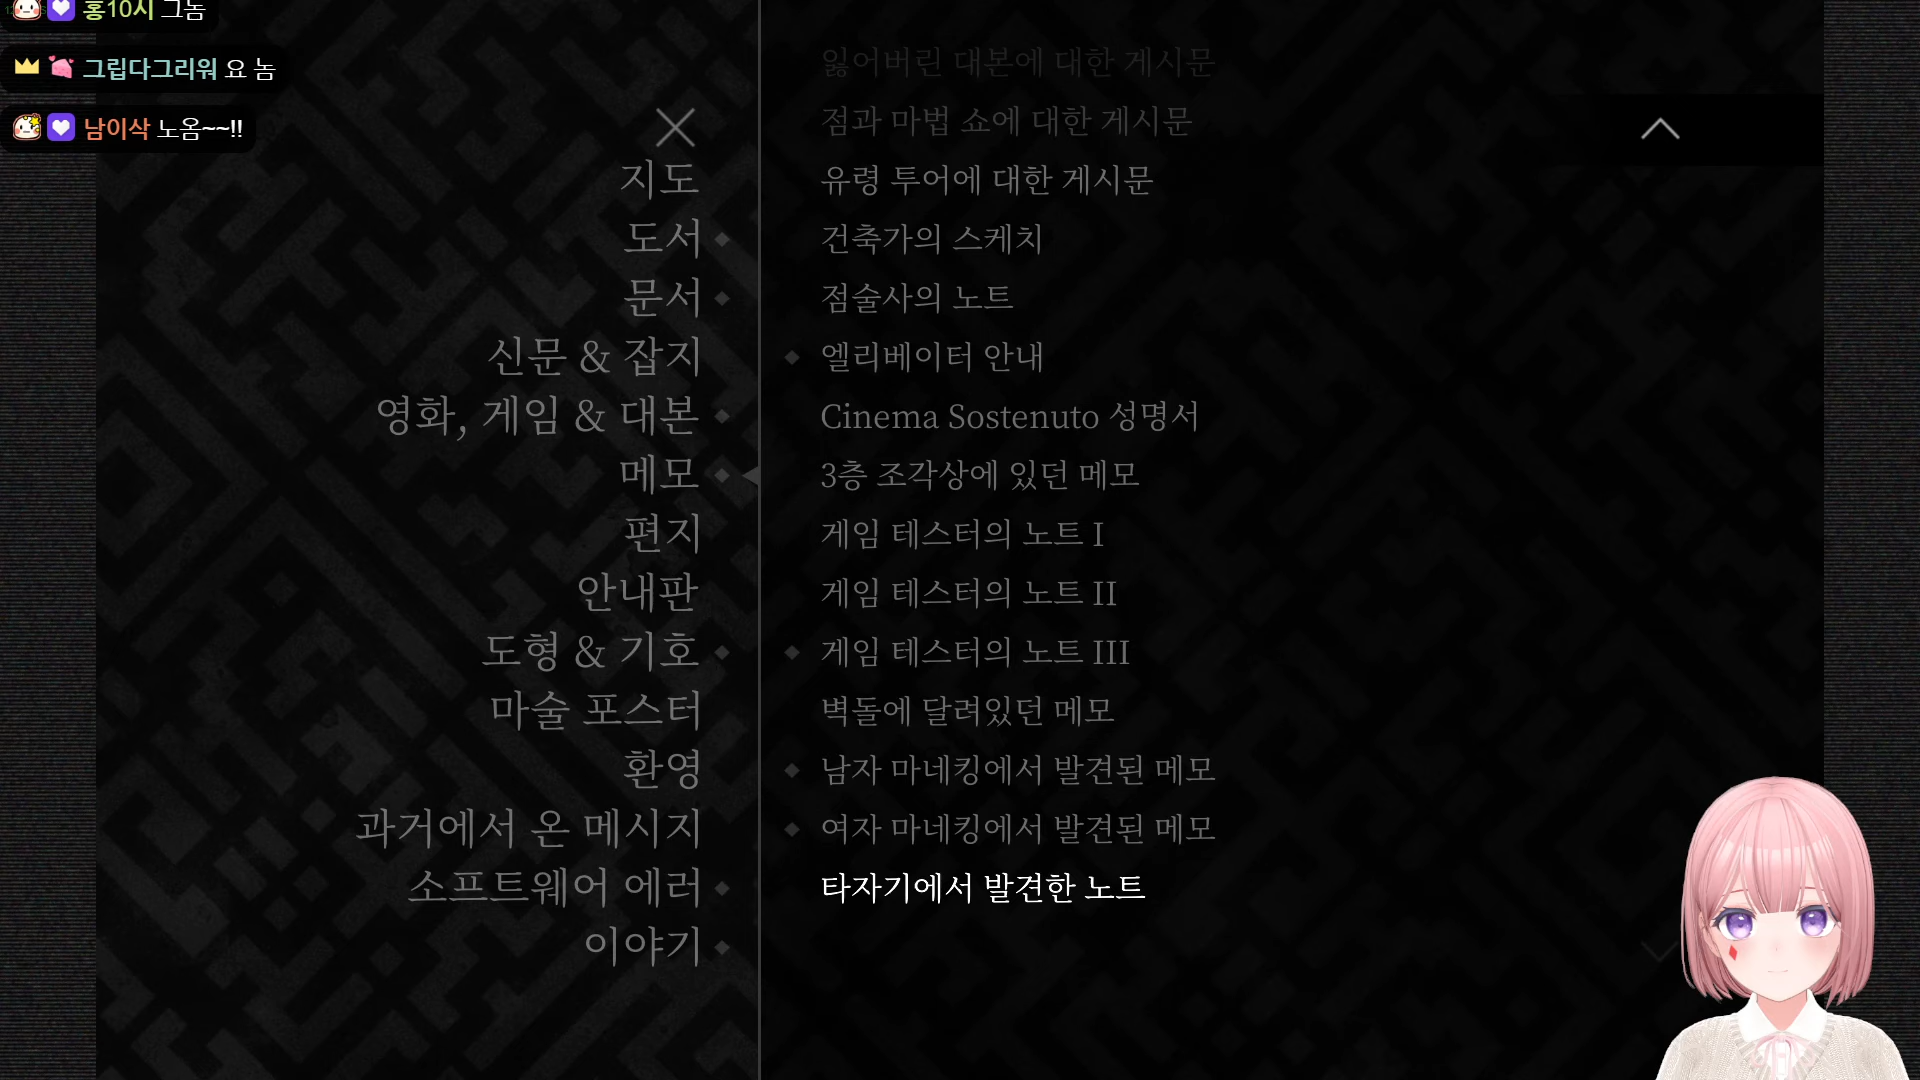 홍10시 그놈
그립다그리워 요 놈
남이삭 노옴~~!!
지도
도서
문서
신문 & 잡지
영화, 게임 & 대본
메모
편지
안내판
도형 & 기호
마술 포스터
환영
과거에서 온 메시지
소프트웨어 에러
이야기
잃어버린 대본에 대한 게시문
점과 마법 쇼에 대한 게시문
유령 투어에 대한 게시문
건축가의 스케치
점술사의 노트
엘리베이터 안내
Cinema Sostenuto 성명서
3층 조각상에 있던 메모
게임 테스터의 노트 I
게임 테스터의 노트 II
게임 테스터의 노트 III
벽돌에 달려있던 메모
남자 마네킹에서 발견된 메모
여자 마네킹에서 발견된 메모
타자기에서 발견한 노트